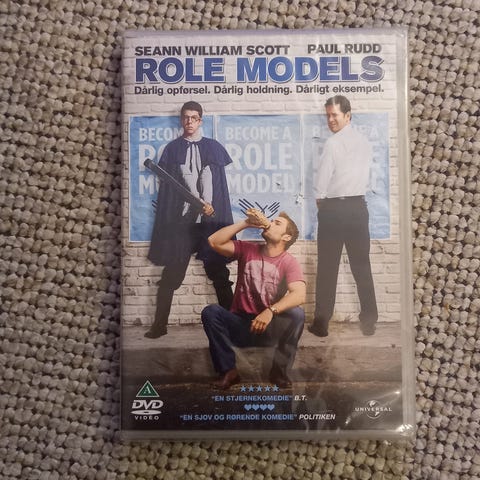 SEANN WILLIAM SCOTT PAUL RUDD
ROLE MODELS
Dårlig opførsel. Dårlig holdning. Dårligt eksempel.
BECOME A
ROLE
MODEL
A
DVD
VIDEO
"EN STJERNEKOMEDIE" B.T.
"EN SJOV OG RØRENDE KOMEDIE" POLITIKEN
UNIVERSAL